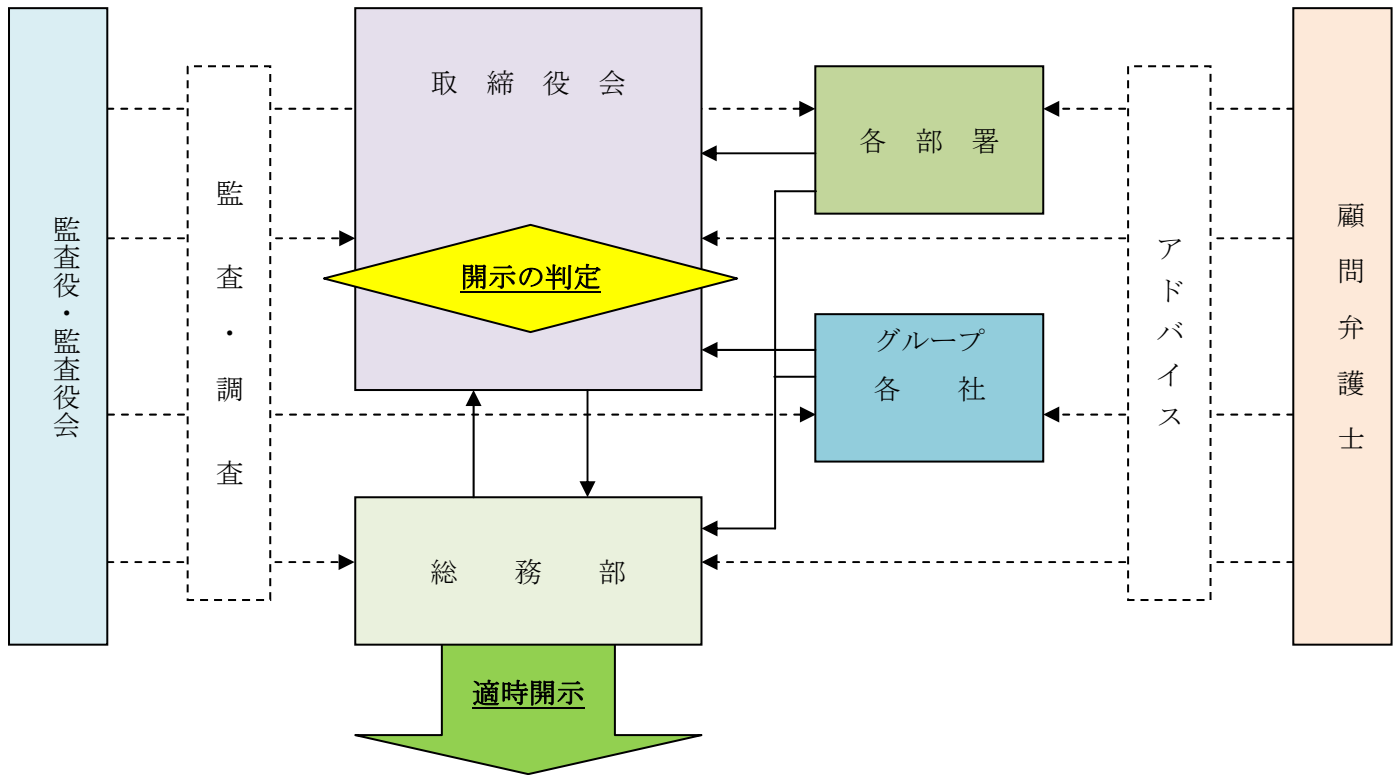 監査役・監査役会
監査・調査
取 締 役 会
開示の判定
総 務 部
適時開示
各 部 署
グループ
各 社
アドバイス
顧問弁護士